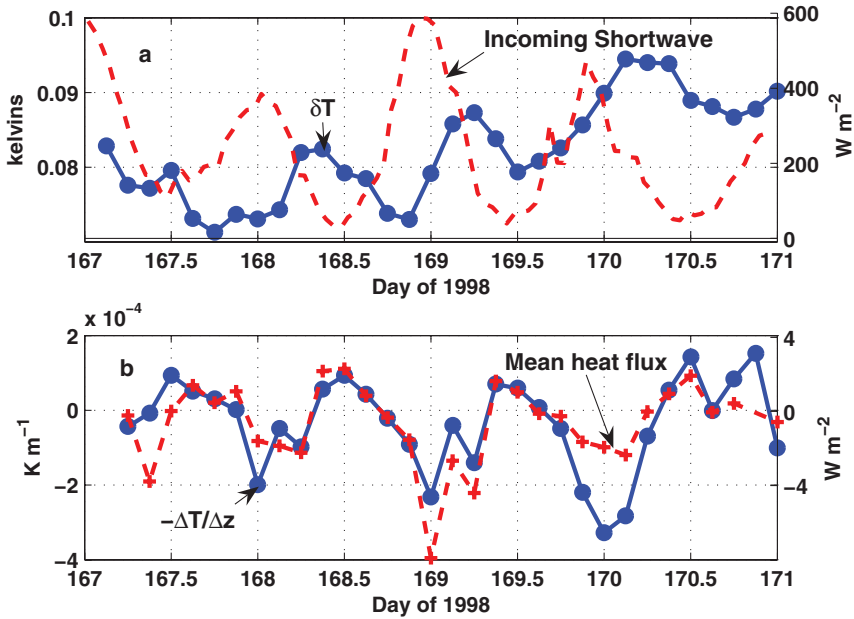 0.1
600
a
Incoming Shortwave
kelvins
0.09
400
W m⁻²
δT
0.08
200
0
167
167.5
168
168.5
169
169.5
170
170.5
171
Day of 1998
x 10⁻⁴
2
4
b
Mean heat flux
K m⁻¹
0
0
W m⁻²
−2
−4
−ΔT/Δz
−4
167
167.5
168
168.5
169
169.5
170
170.5
171
Day of 1998